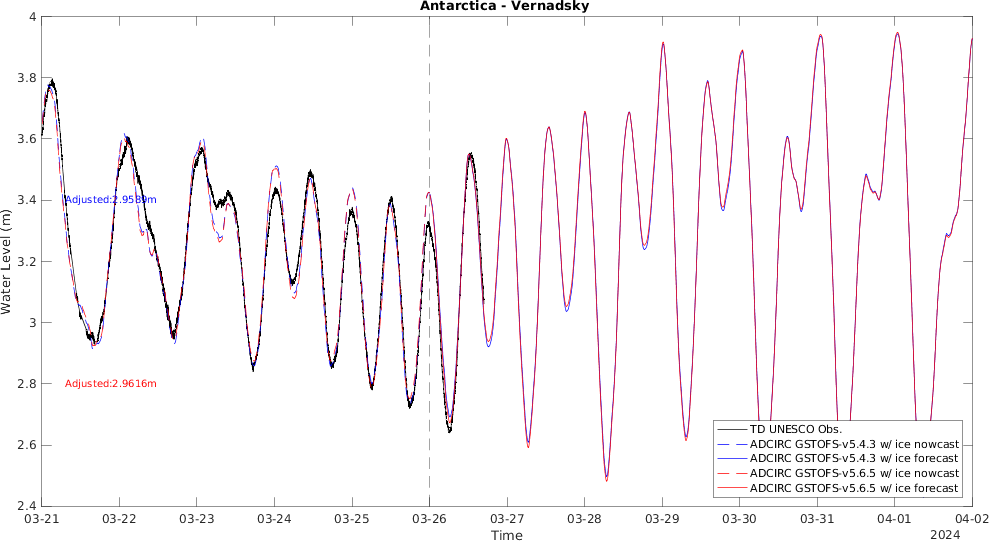 Antarctica - Vernadsky
4
3.8
3.6
3.4
3.2
3
2.8
2.6
2.4
Water Level (m)
Adjusted:2.9589m
Adjusted:2.9616m
TD UNESCO Obs.
ADCIRC GSTOFS-v5.4.3 w/ ice nowcast
ADCIRC GSTOFS-v5.4.3 w/ ice forecast
ADCIRC GSTOFS-v5.6.5 w/ ice nowcast
ADCIRC GSTOFS-v5.6.5 w/ ice forecast
03-21 03-22 03-23 03-24 03-25 03-26 03-27 03-28 03-29 03-30 03-31 04-01 04-02
Time
2024